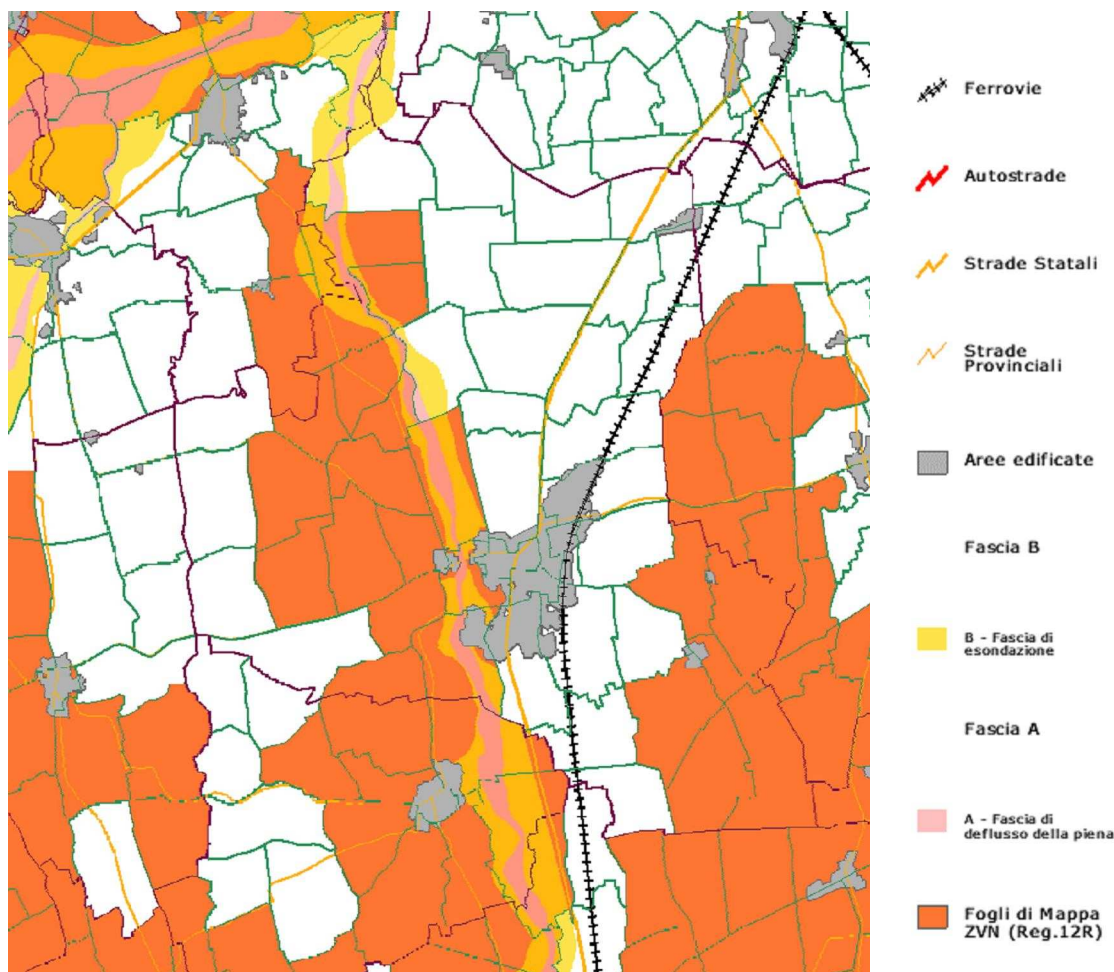 Ferrovie
Autostrade
Strade Statali
Strade
Provinciali
Aree edificate
Fascia B
B - Fascia di
esondazione
Fascia A
A - Fascia di
deflusso della piena
Fogli di Mappa
ZVN (Reg.12R)